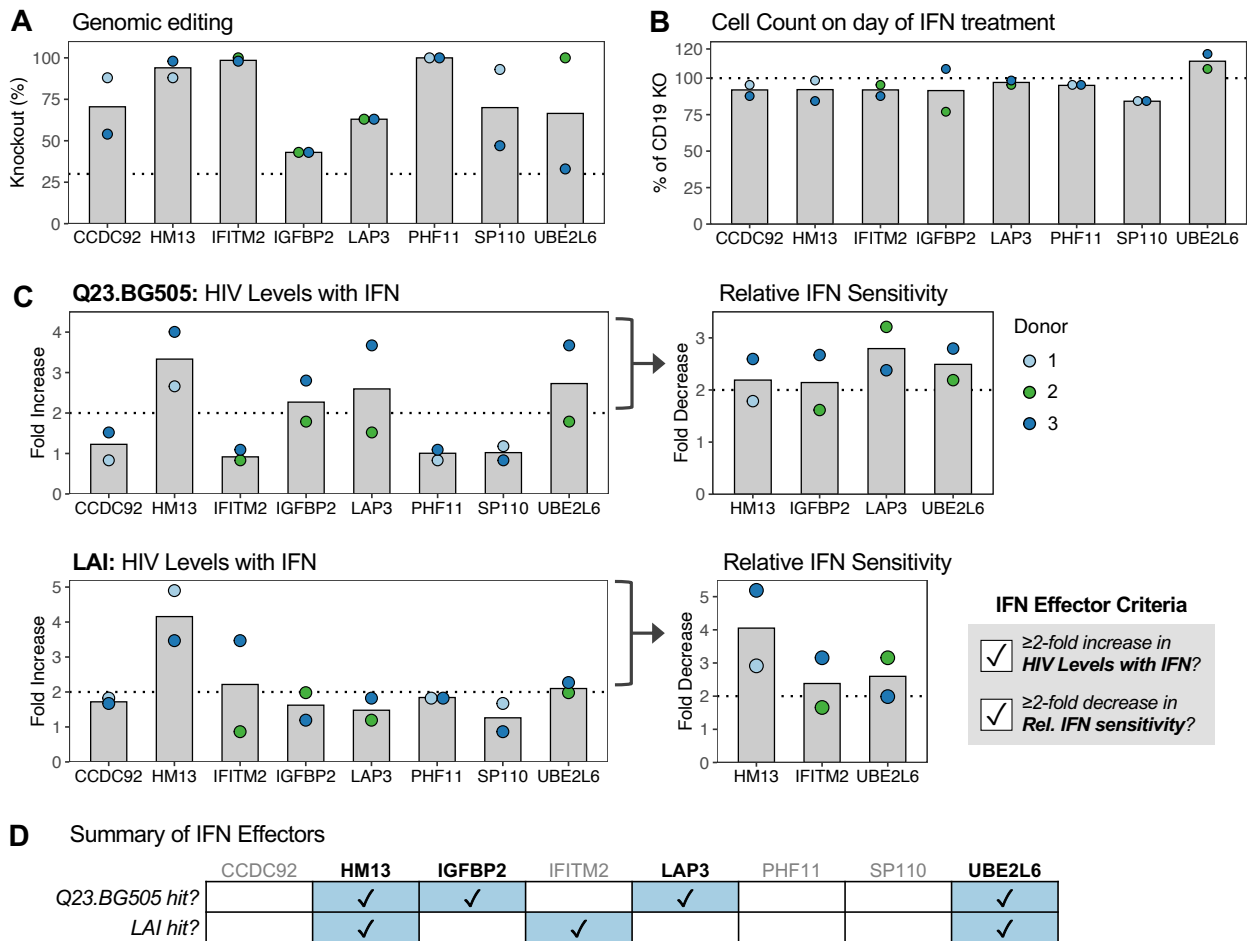 A Genomic editing
Knockout (%)
100
75
50
25
0
CCDC92 HM13 IFITM2 IGFBP2 LAP3 PHF11 SP110 UBE2L6
B Cell Count on day of IFN treatment
% of CD19 KO
120
100
75
50
25
0
CCDC92 HM13 IFITM2 IGFBP2 LAP3 PHF11 SP110 UBE2L6
C Q23.BG505: HIV Levels with IFN
Fold Increase
4
3
2
1
0
CCDC92 HM13 IFITM2 IGFBP2 LAP3 PHF11 SP110 UBE2L6
Relative IFN Sensitivity
Fold Decrease
3
2
1
0
HM13 IGFBP2 LAP3 UBE2L6
Donor
1
2
3
LAI: HIV Levels with IFN
Fold Increase
5
4
3
2
1
0
CCDC92 HM13 IFITM2 IGFBP2 LAP3 PHF11 SP110 UBE2L6
Relative IFN Sensitivity
Fold Decrease
5
4
3
2
1
0
HM13 IFITM2 UBE2L6
IFN Effector Criteria
✓ ≥2-fold increase in
HIV Levels with IFN?
✓ ≥2-fold decrease in
Rel. IFN sensitivity?
D Summary of IFN Effectors
CCDC92 HM13 IGFBP2 IFITM2 LAP3 PHF11 SP110 UBE2L6
Q23.BG505 hit? ✓ ✓ ✓ ✓
LAI hit? ✓ ✓ ✓